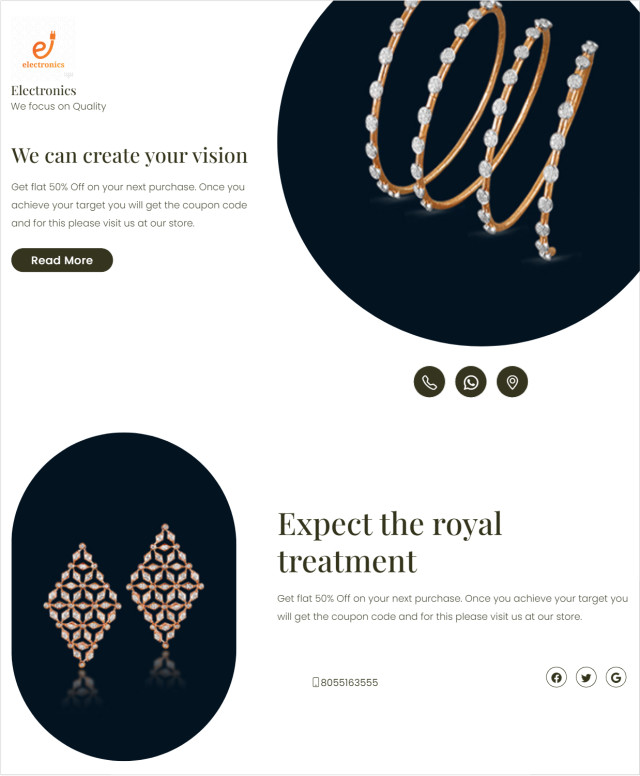 electronics
Electronics
We focus on Quality
We can create your vision
Get flat 50% Off on your next purchase. Once you
achieve your target you will get the coupon code
and for this please visit us at our store.
Read More
Expect the royal
treatment
Get flat 50% Off on your next purchase. Once you achieve your target you
will get the coupon code and for this please visit us at our store.
8055163555